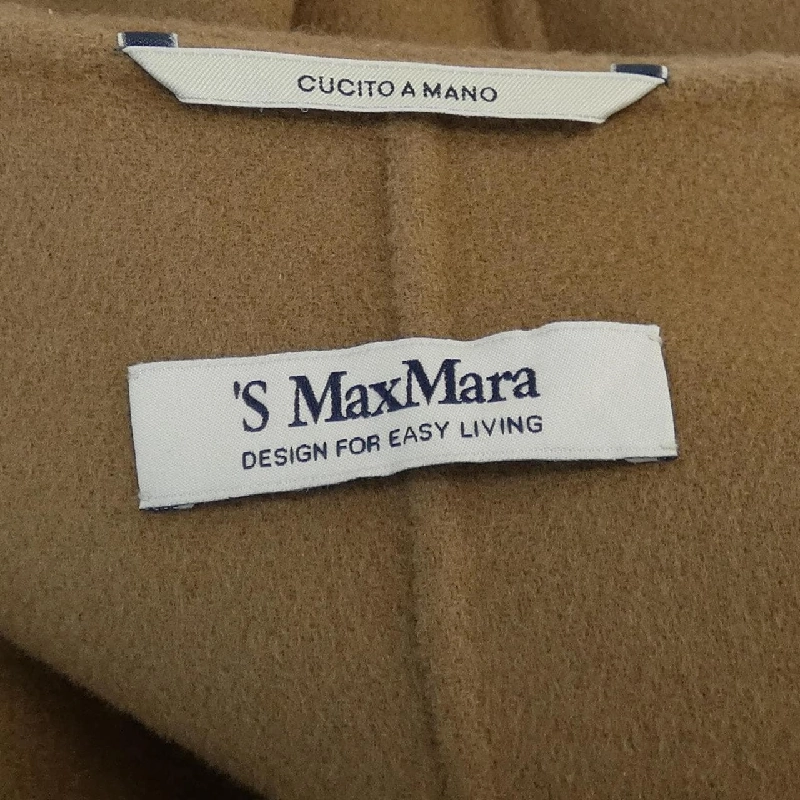 CUCITO A MANO
'S MaxMara
DESIGN FOR EASY LIVING